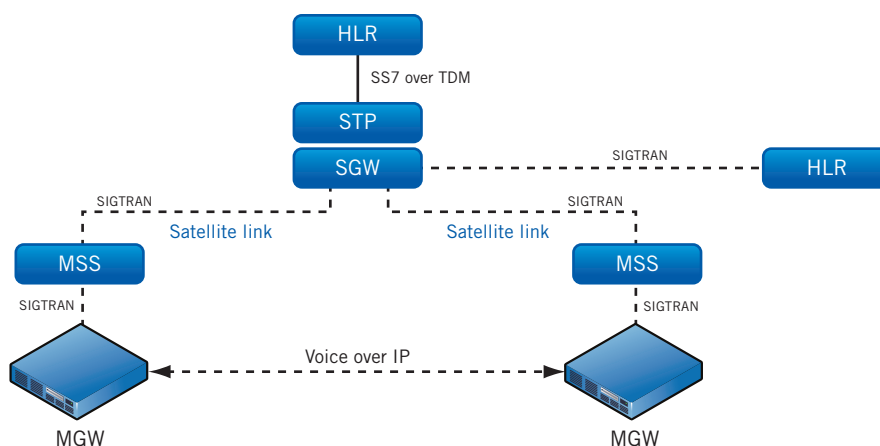 HLR
SS7 over TDM
STP
SGW
SIGTRAN
HLR
SIGTRAN
SIGTRAN
Satellite link
Satellite link
MSS
MSS
SIGTRAN
SIGTRAN
Voice over IP
MGW
MGW